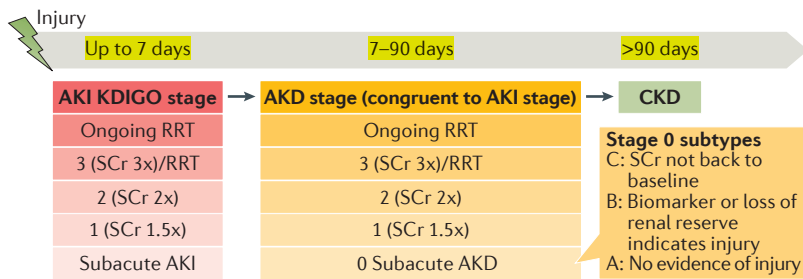 Injury
Up to 7 days
7–90 days
>90 days
AKI KDIGO stage
AKD stage (congruent to AKI stage)
CKD
Ongoing RRT
Ongoing RRT
3 (SCr 3x)/RRT
3 (SCr 3x)/RRT
2 (SCr 2x)
2 (SCr 2x)
1 (SCr 1.5x)
1 (SCr 1.5x)
Subacute AKI
0 Subacute AKD
Stage 0 subtypes
C: SCr not back to
baseline
B: Biomarker or loss of
renal reserve
indicates injury
A: No evidence of injury